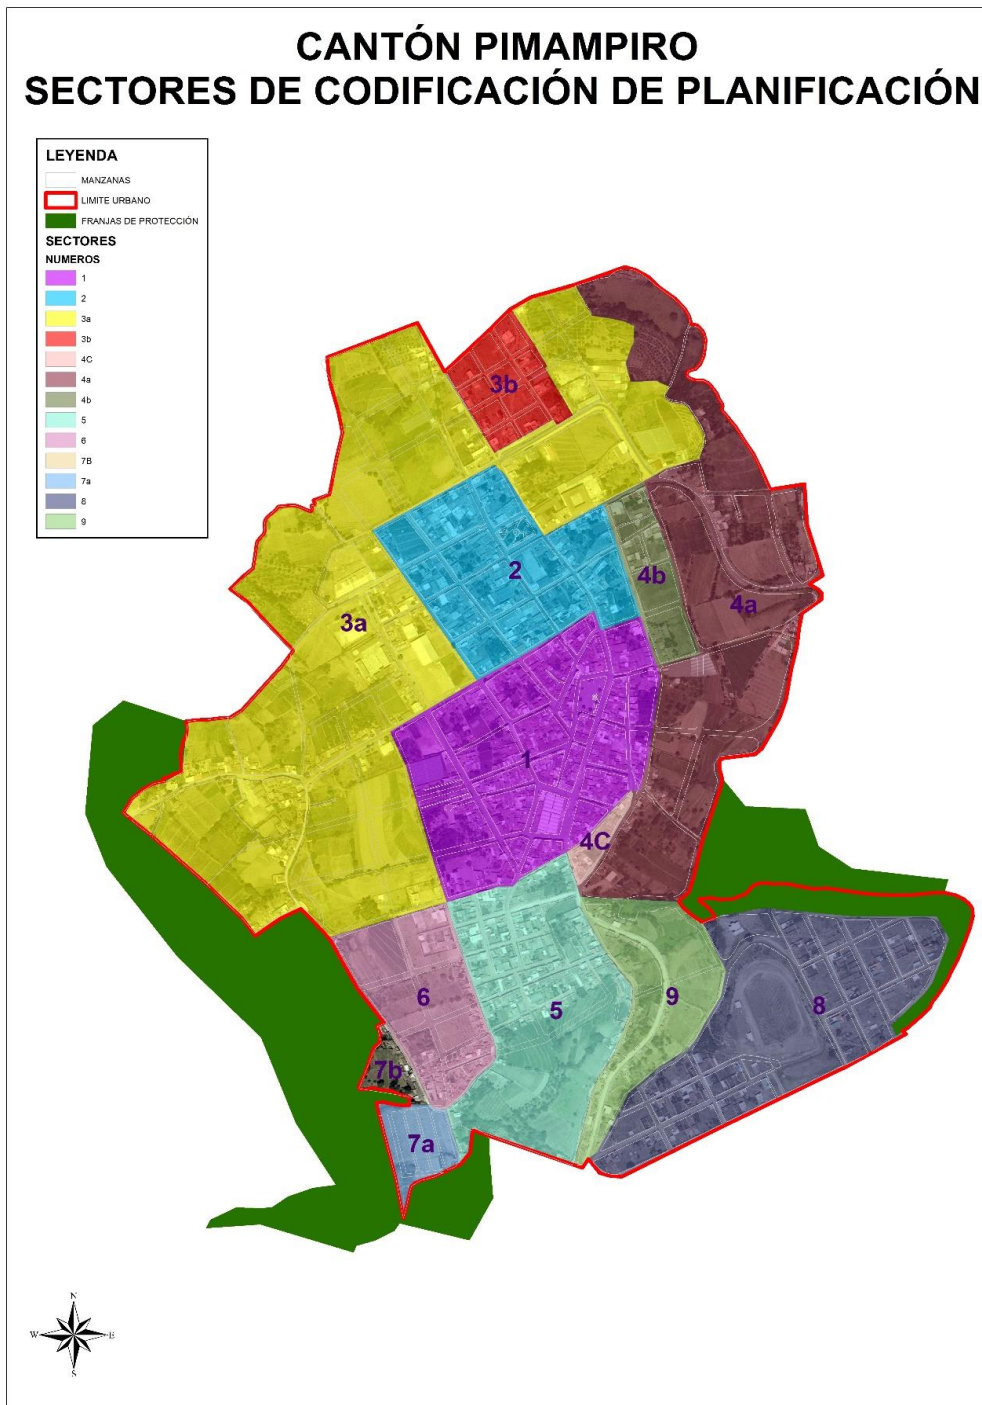 CANTÓN PIMAMPIRO
SECTORES DE CODIFICACIÓN DE PLANIFICACIÓN
LEYENDA
MANZANAS
LIMITE URBANO
FRANJAS DE PROTECCIÓN
SECTORES
NUMEROS
1
2
3a
3b
4C
4a
4b
5
6
7B
7a
8
9
3b
2
4b
4a
3a
1
4C
6
5
9
8
7b
7a
N
W
E
S